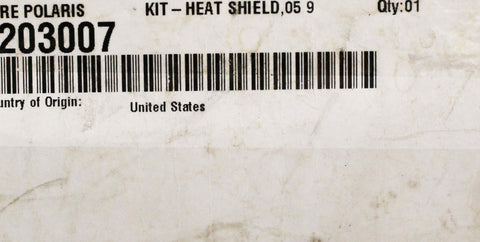 RE POLARIS KIT-HEAT SHIELD,05 9 Qty:01
203007
untry of Origin: United States